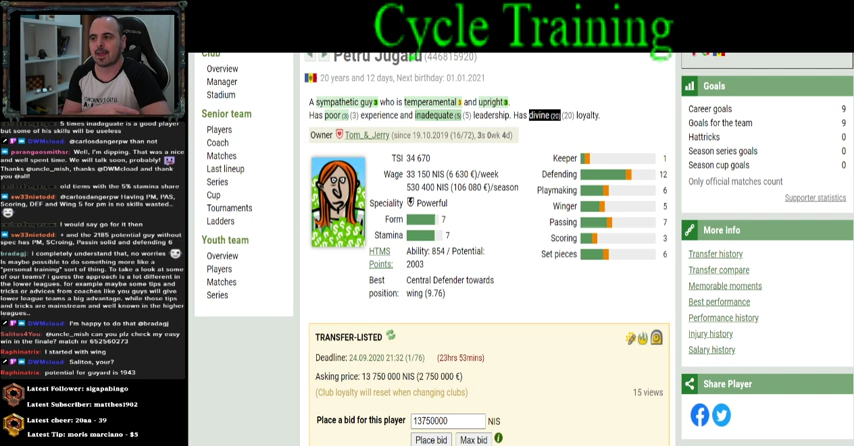 Cycle Training
5 times inadaguate is a good player
but some of his skills will be useless
DWMcload: @carlosdangerpw than not
parangaosmithsr: Well, I'm dipping. That was a nice
and well spent time. We will talk soon, probably!
Thanks @uncle_mish, thanks @DWMcload and thank
you @all!
old items with the 5% stamina share
sw33nietodd: @carlosdangerpw Having PM, PAS,
Scoring, DEF and Wing 5 for pm is no skills wasted..
I would say go for it then
sw33nietodd: + and the 2185 potential guy without
spec has PM, SCroing, Passin solid and defending 6
bradagj: i completely understand that, no worries
Is maybe possible to do something more like a
"personal training" sort of thing. To take a look at some
of our teams? i guess the approach is a lot different in
the lower leagues. for example maybe some tips and
tricks or advices from coaches like you guys will give
lower league teams a big advantage. while those tips
and tricks are mainstream and well known in the higher
leagues..
DWMcload: I'm happy to do that @bradagj
Salitos4You: @uncle_mish can you plz check my easy
win in the finale? match nr 652560273
Raphinatrix: I started with wing
DWMcload: Salitos, your?
Raphinatrix: potential for guyard is 1943
Latest Follower: sigapabingo
Latest Subscriber: matthes1902
Latest cheer: 20aa - 39
Latest Tip: moris marciano - $5
Club
Overview
Manager
Stadium
Senior team
Players
Coach
Matches
Last lineup
Series
Cup
Tournaments
Ladders
Youth team
Overview
Players
Matches
Series
Petru Jugaru (446815920)
20 years and 12 days, Next birthday: 01.01.2021
A sympathetic guy who is temperamental and upright.
Has poor (3) experience and inadequate (5) leadership. Has divine (20) loyalty.
Owner Tom_&_Jerry (since 19.10.2019 (16/72), 3s 0wk 4d)
TSI 34 670
Wage 33 150 NIS (6 630 €)/week
530 400 NIS (106 080 €)/season
Speciality Powerful
Form 7
Stamina 7
HTMS Points: Ability: 854 / Potential: 2003
Best position: Central Defender towards wing (9.76)
Keeper 1
Defending 12
Playmaking 6
Winger 5
Passing 7
Scoring 3
Set pieces 6
TRANSFER-LISTED
Deadline: 24.09.2020 21:32 (1/76) (23hrs 53mins)
Asking price: 13 750 000 NIS (2 750 000 €)
(Club loyalty will reset when changing clubs)
15 views
Place a bid for this player 13750000 NIS
Place bid Max bid
Goals
Career goals 9
Goals for the team 9
Hattricks 0
Season series goals 0
Season cup goals 0
Only official matches count
Supporter statistics
More info
Transfer history
Transfer compare
Memorable moments
Best performance
Performance history
Injury history
Salary history
Share Player